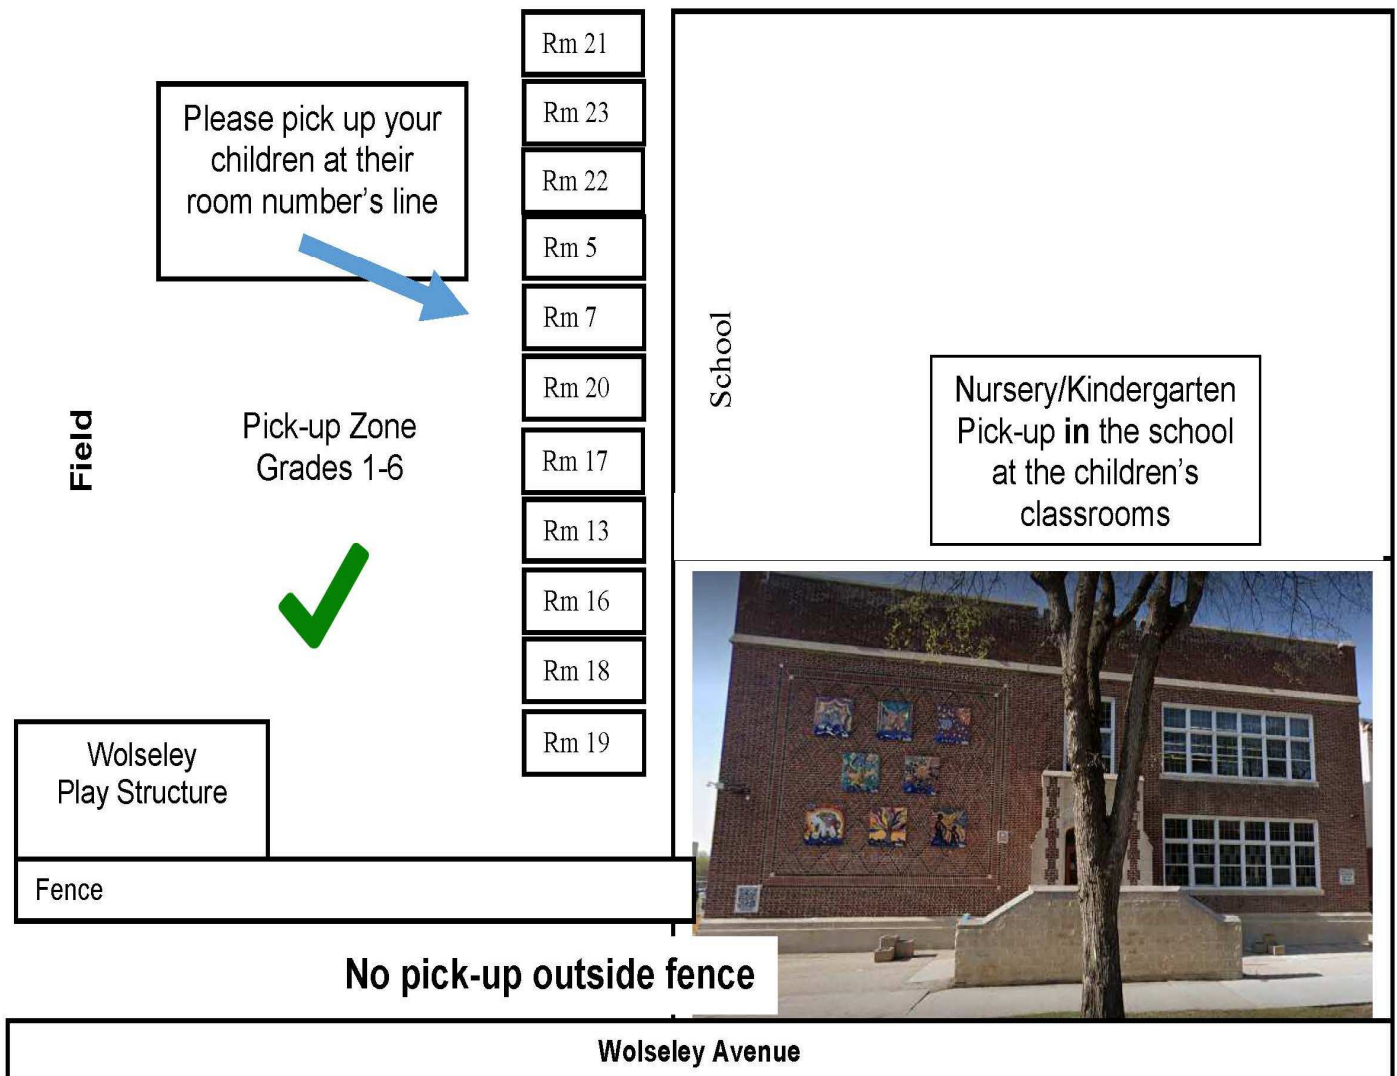 Rm 21
Rm 23
Rm 22
Rm 5
Rm 7
Rm 20
Rm 17
Rm 13
Rm 16
Rm 18
Rm 19
Please pick up your
children at their
room number's line
Field
Pick-up Zone
Grades 1-6
School
Nursery/Kindergarten
Pick-up in the school
at the children's
classrooms
Wolseley
Play Structure
Fence
No pick-up outside fence
Wolseley Avenue